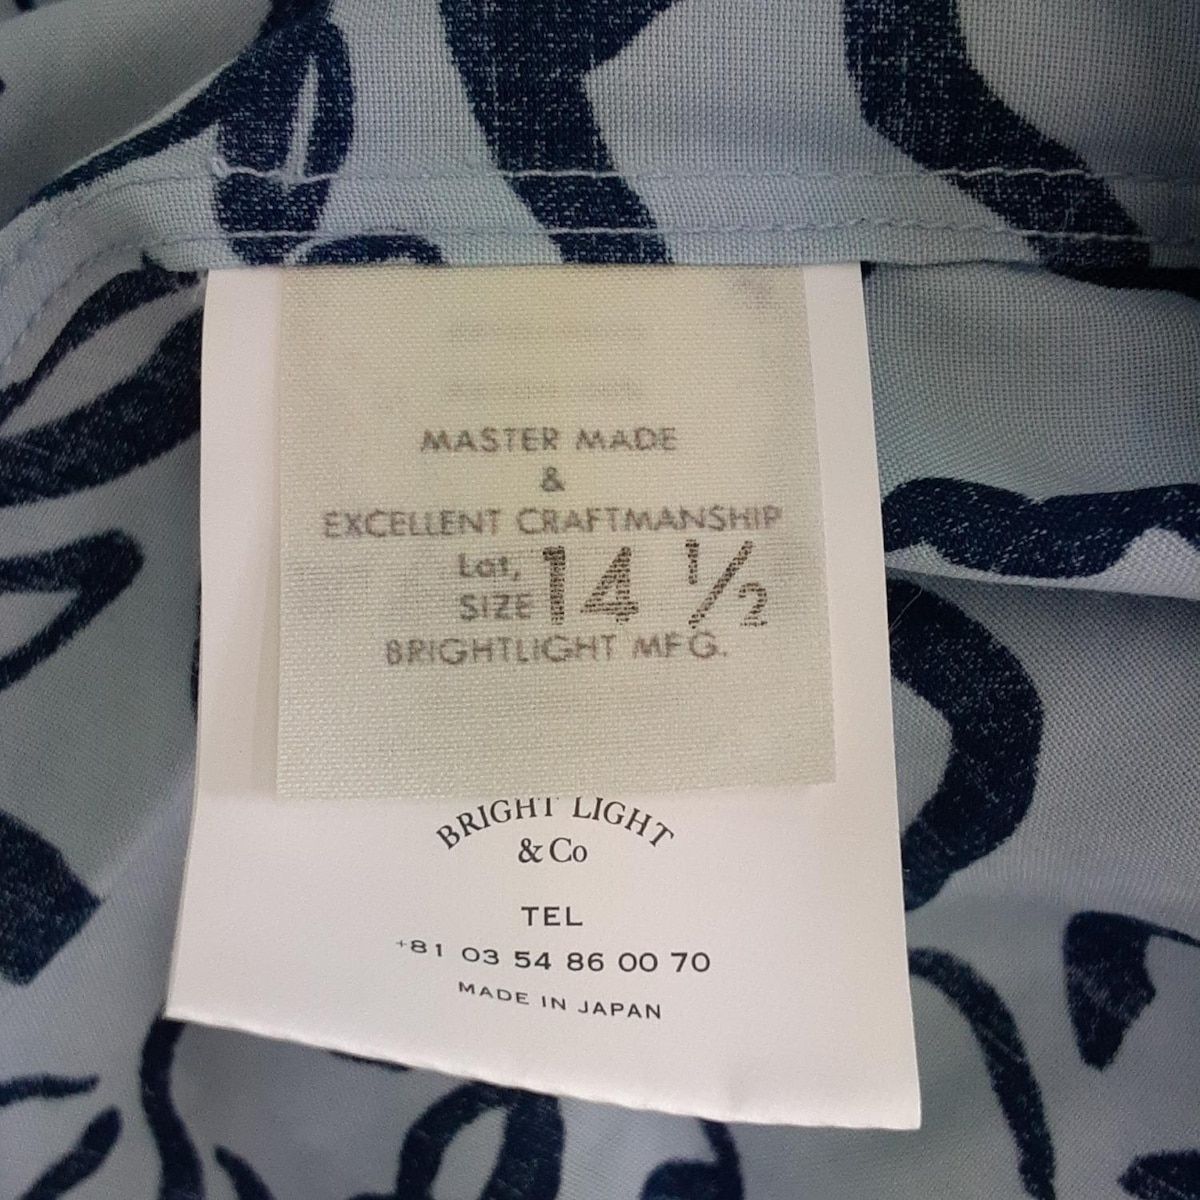 MASTER MADE
&
EXCELLENT CRAFTMANSHIP
Lot,
SIZE 14 1/2
BRIGHTLIGHT MFG.
BRIGHT LIGHT
& Co
TEL
+81 03 54 86 00 70
MADE IN JAPAN